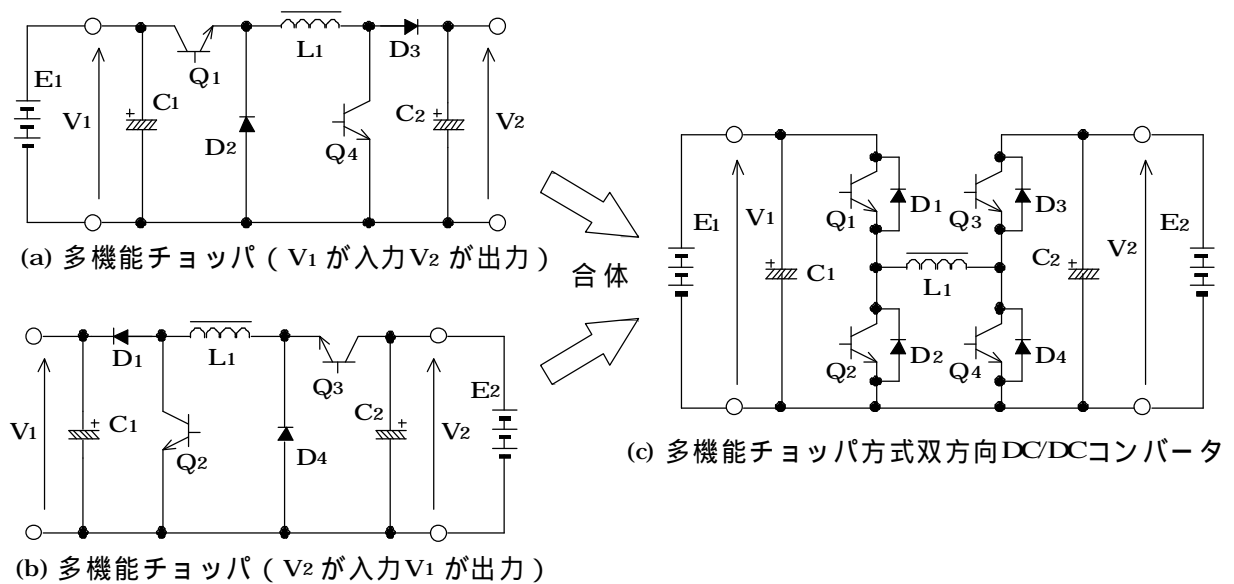 E1
V1
C1
Q1
D2
L1
Q4
D3
C2
V2
(a) 多機能チョッパ ( V1 が入力V2 が出力 )
V1
C1
D1
Q2
L1
D4
Q3
C2
V2
E2
(b) 多機能チョッパ ( V2 が入力V1 が出力 )
合体
E1
V1
C1
Q1
D1
Q3
D3
L1
Q2
D2
Q4
D4
C2
V2
E2
(c) 多機能チョッパ方式双方向DC/DCコンバータ